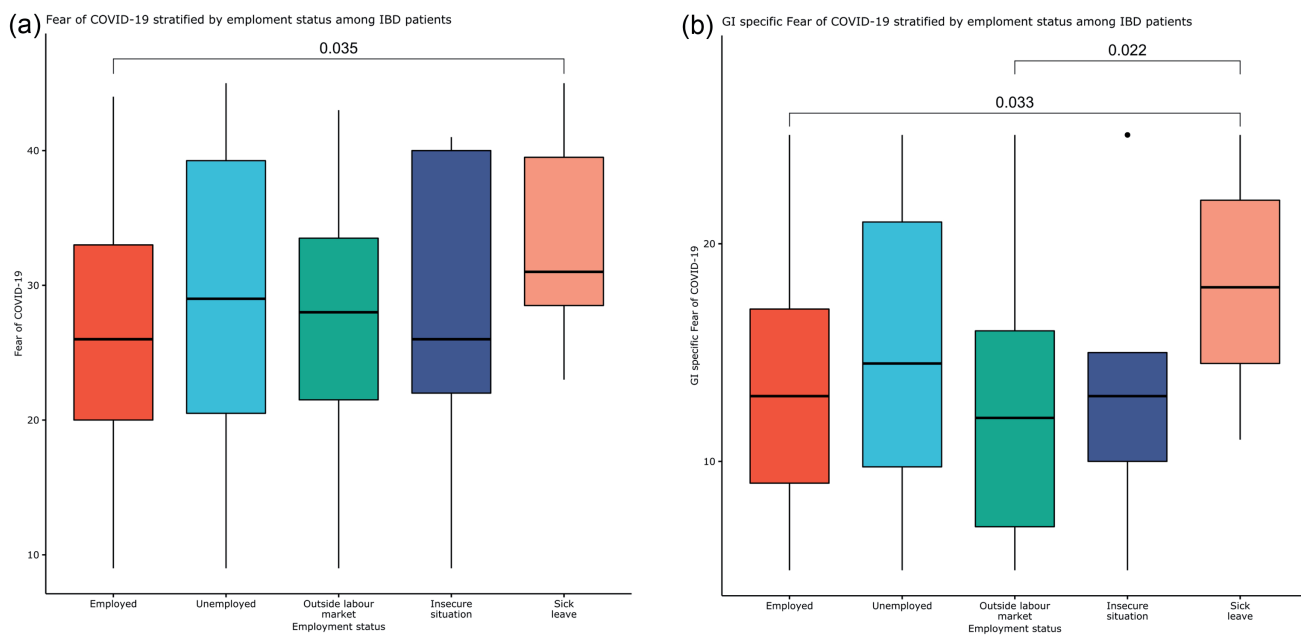 (a)
Fear of COVID-19 stratified by emploment status among IBD patients
0.035
40
30
20
10
Fear of COVID-19
Employed
Unemployed
Outside labour
market
Insecure
situation
Sick
leave
Employment status
(b)
GI specific Fear of COVID-19 stratified by emploment status among IBD patients
0.022
0.033
20
10
GI specific Fear of COVID-19
Employed
Unemployed
Outside labour
market
Insecure
situation
Sick
leave
Employment status